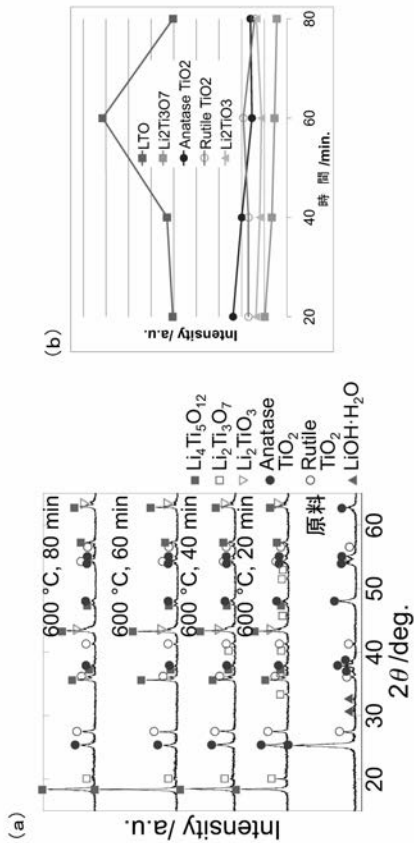 (a)
Intensity /a.u.
600 °C, 80 min
600 °C, 60 min
600 °C, 40 min
600 °C, 20 min
原料
20
30
40
50
60
2θ /deg.
Li4Ti5O12
Li2Ti3O7
Li2TiO3
Anatase
TiO2
Rutile
TiO2
LiOH·H2O
(b)
Intensity /a.u.
LTO
Li2Ti3O7
Anatase TiO2
Rutile TiO2
Li2TiO3
20
40
60
80
時間 /min.